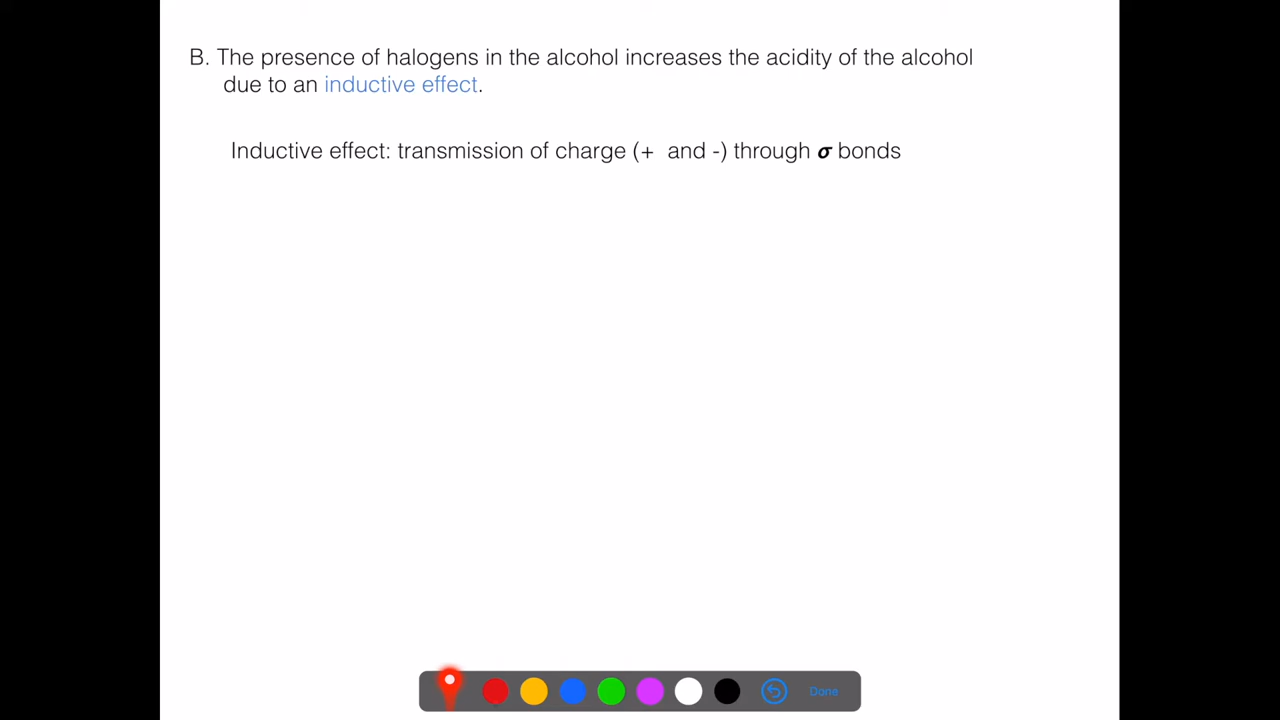 B. The presence of halogens in the alcohol increases the acidity of the alcohol
due to an inductive effect.
Inductive effect: transmission of charge (+  and -) through σ bonds
Done